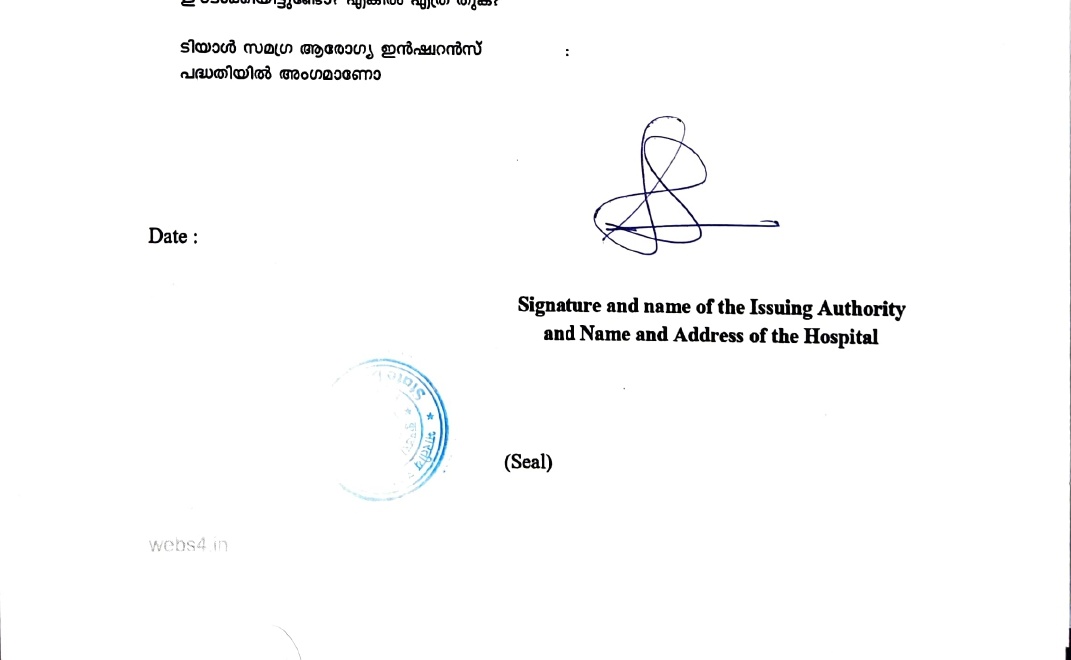 ടിയാൾ സമഗ്ര ആരോഗ്യ ഇൻഷ്വറൻസ് :
പദ്ധതിയിൽ അംഗമാണോ
Date :
Signature and name of the Issuing Authority
and Name and Address of the Hospital
State
(Seal)
webs4.in